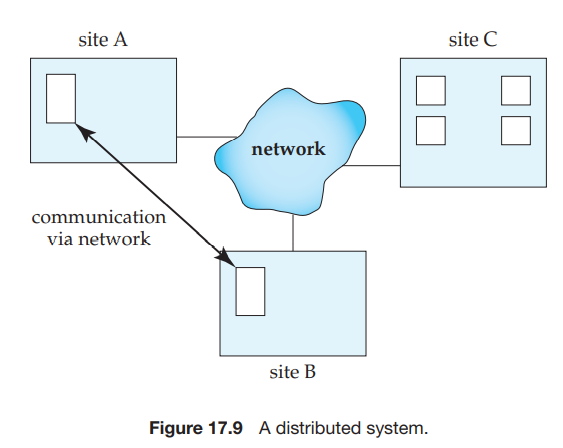 site A
site C
network
communication
via network
site B
Figure 17.9 A distributed system.